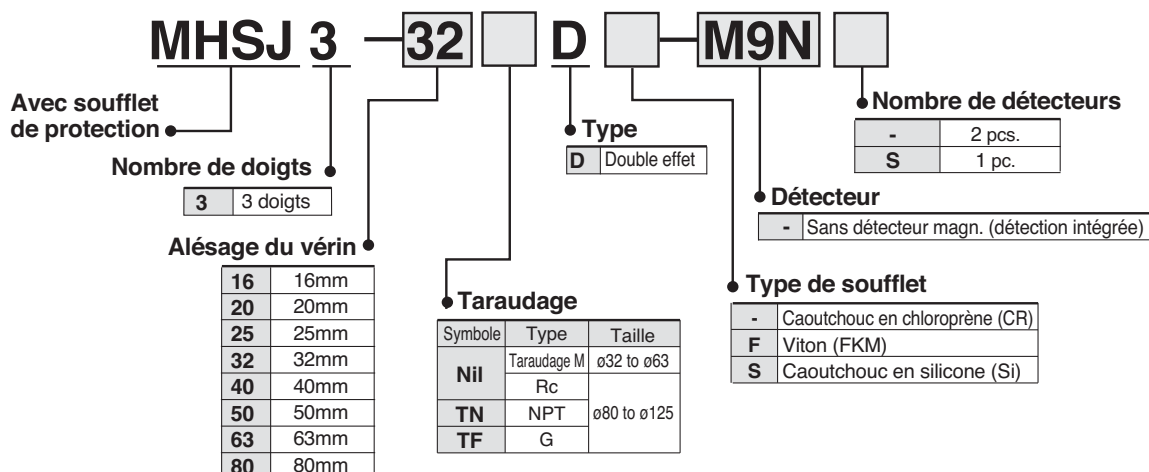 MHSJ 3 - 32 D - M9N
Avec soufflet
de protection
Nombre de doigts
3 3 doigts
Alésage du vérin
16 16mm
20 20mm
25 25mm
32 32mm
40 40mm
50 50mm
63 63mm
80 80mm
Taraudage
Symbole Type Taille
Nil Taraudage M ø32 to ø63
Rc
TN NPT ø80 to ø125
TF G
Type
D Double effet
Nombre de détecteurs
- 2 pcs.
S 1 pc.
Détecteur
- Sans détecteur magn. (détection intégrée)
Type de soufflet
- Caoutchouc en chloroprène (CR)
F Viton (FKM)
S Caoutchouc en silicone (Si)